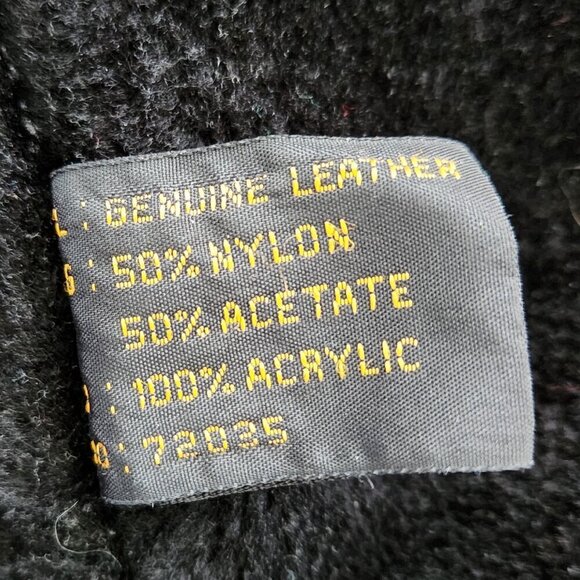 L : GENUINE LEATHER
G : 50% NYLON
50% ACETATE
: 100% ACRYLIC
: 72035